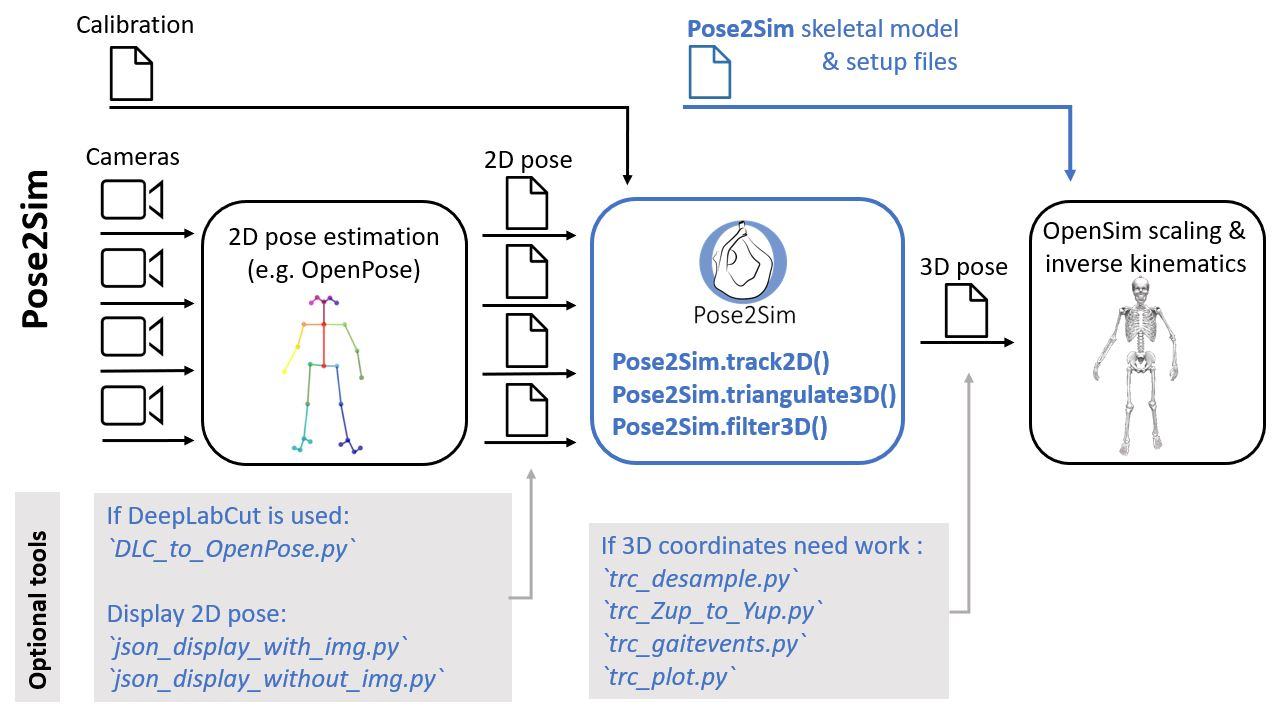 Calibration
Pose2Sim skeletal model
& setup files
Pose2Sim
Cameras
2D pose estimation
(e.g. OpenPose)
2D pose
Pose2Sim
Pose2Sim.track2D()
Pose2Sim.triangulate3D()
Pose2Sim.filter3D()
3D pose
OpenSim scaling &
inverse kinematics
Optional tools
If DeepLabCut is used:
`DLC_to_OpenPose.py`
Display 2D pose:
`json_display_with_img.py`
`json_display_without_img.py`
If 3D coordinates need work :
`trc_desample.py`
`trc_Zup_to_Yup.py`
`trc_gaitevents.py`
`trc_plot.py`